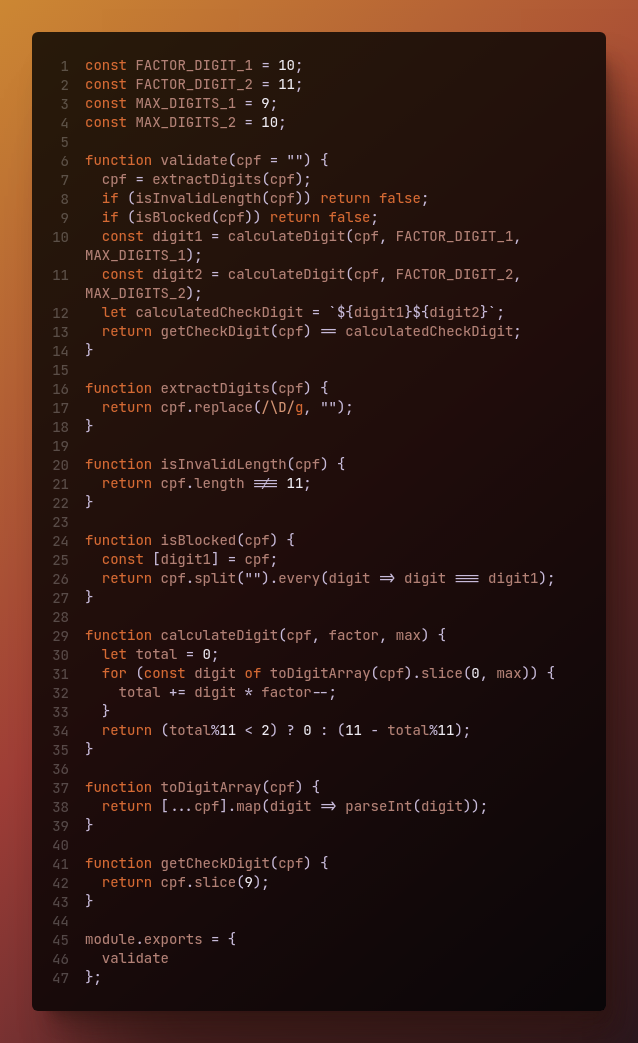 1 const FACTOR_DIGIT_1 = 10;
2 const FACTOR_DIGIT_2 = 11;
3 const MAX_DIGITS_1 = 9;
4 const MAX_DIGITS_2 = 10;
5
6 function validate(cpf = "") {
7   cpf = extractDigits(cpf);
8   if (isInvalidLength(cpf)) return false;
9   if (isBlocked(cpf)) return false;
10   const digit1 = calculateDigit(cpf, FACTOR_DIGIT_1,
MAX_DIGITS_1);
11   const digit2 = calculateDigit(cpf, FACTOR_DIGIT_2,
MAX_DIGITS_2);
12   let calculatedCheckDigit = `${digit1}${digit2}`;
13   return getCheckDigit(cpf) == calculatedCheckDigit;
14 }
15
16 function extractDigits(cpf) {
17   return cpf.replace(/\D/g, "");
18 }
19
20 function isInvalidLength(cpf) {
21   return cpf.length !== 11;
22 }
23
24 function isBlocked(cpf) {
25   const [digit1] = cpf;
26   return cpf.split("").every(digit => digit === digit1);
27 }
28
29 function calculateDigit(cpf, factor, max) {
30   let total = 0;
31   for (const digit of toDigitArray(cpf).slice(0, max)) {
32     total += digit * factor--;
33   }
34   return (total%11 < 2) ? 0 : (11 - total%11);
35 }
36
37 function toDigitArray(cpf) {
38   return [...cpf].map(digit => parseInt(digit));
39 }
40
41 function getCheckDigit(cpf) {
42   return cpf.slice(9);
43 }
44
45 module.exports = {
46   validate
47 };